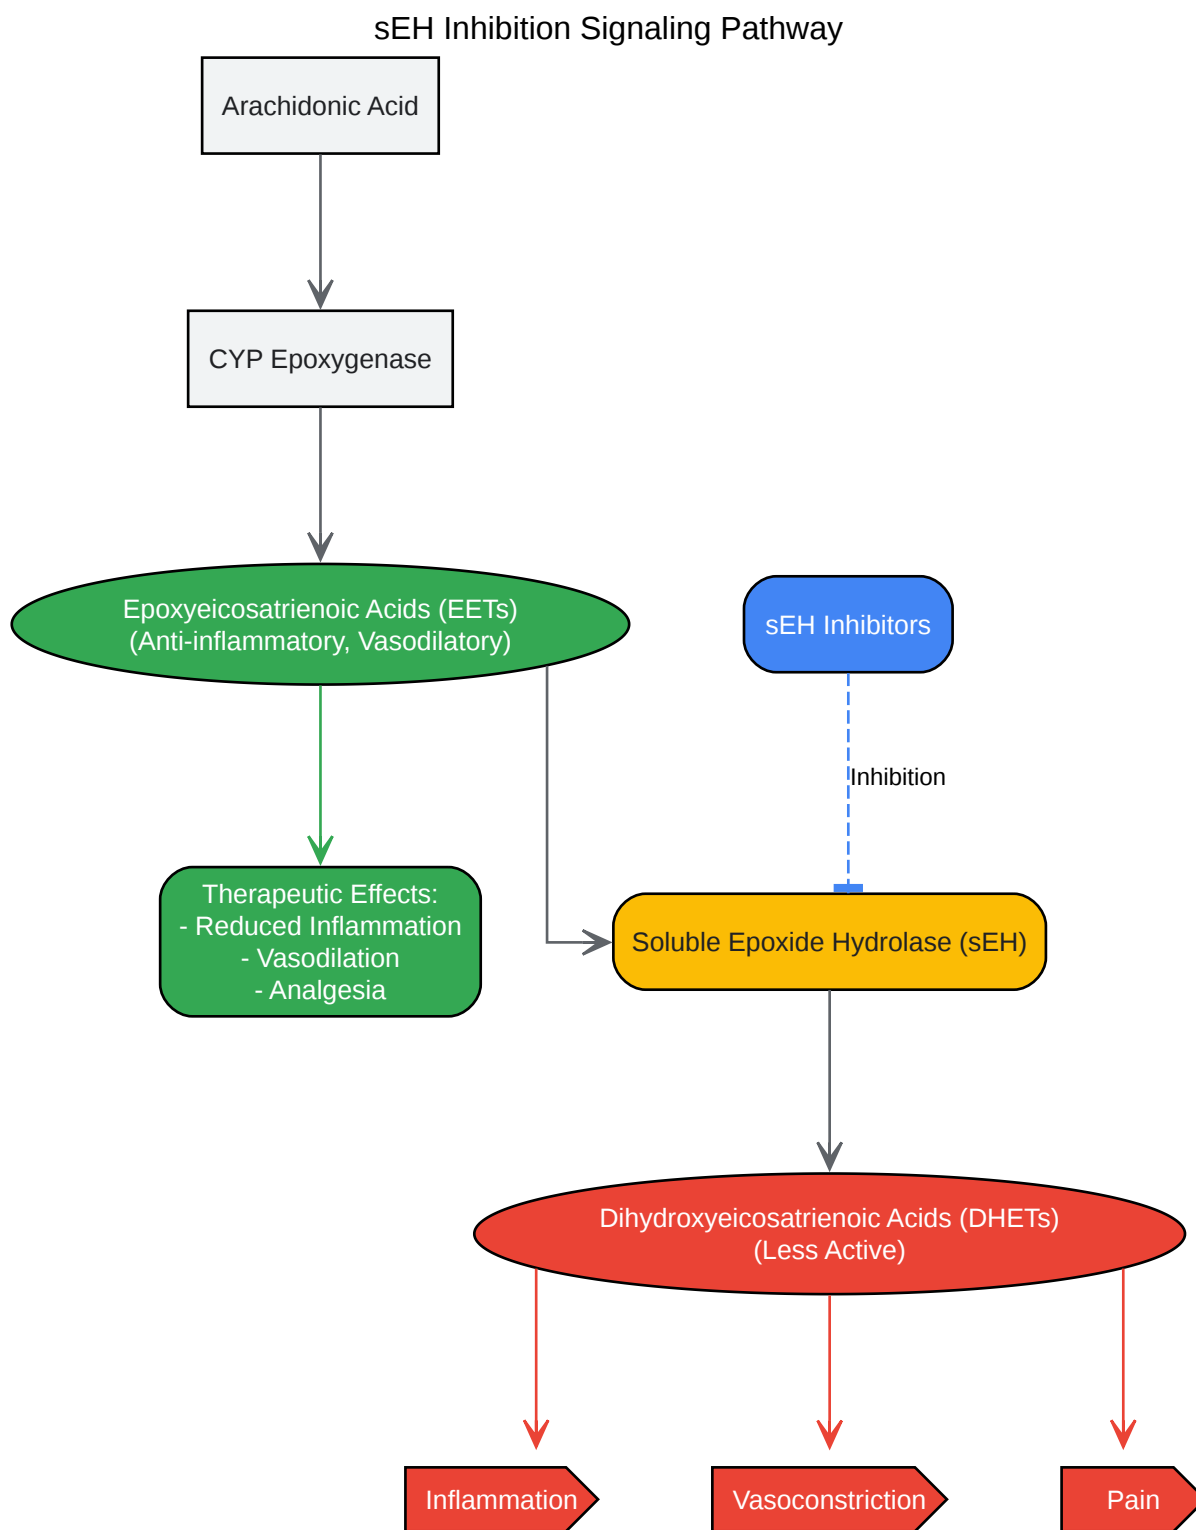 sEH Inhibition Signaling Pathway
Arachidonic Acid
CYP Epoxygenase
Epoxyeicosatrienoic Acids (EETs)
(Anti-inflammatory, Vasodilatory)
sEH Inhibitors
Inhibition
Therapeutic Effects:
- Reduced Inflammation
- Vasodilation
- Analgesia
Soluble Epoxide Hydrolase (sEH)
Dihydroxyeicosatrienoic Acids (DHETs)
(Less Active)
Inflammation
Vasoconstriction
Pain